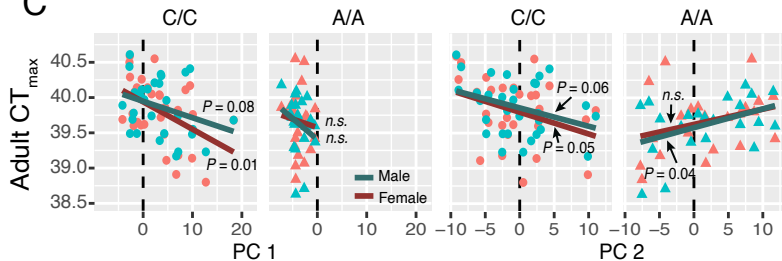 C
C/C A/A C/C A/A
Adult CTmax
40.5
40.0
39.5
39.0
38.5
P = 0.08
P = 0.01
n.s.
n.s.
Male
Female
P = 0.06
P = 0.05
n.s.
P = 0.04
0 10 20 0 10 20 −10 −5 0 5 10 −10 −5 0 5 10
PC 1 PC 2